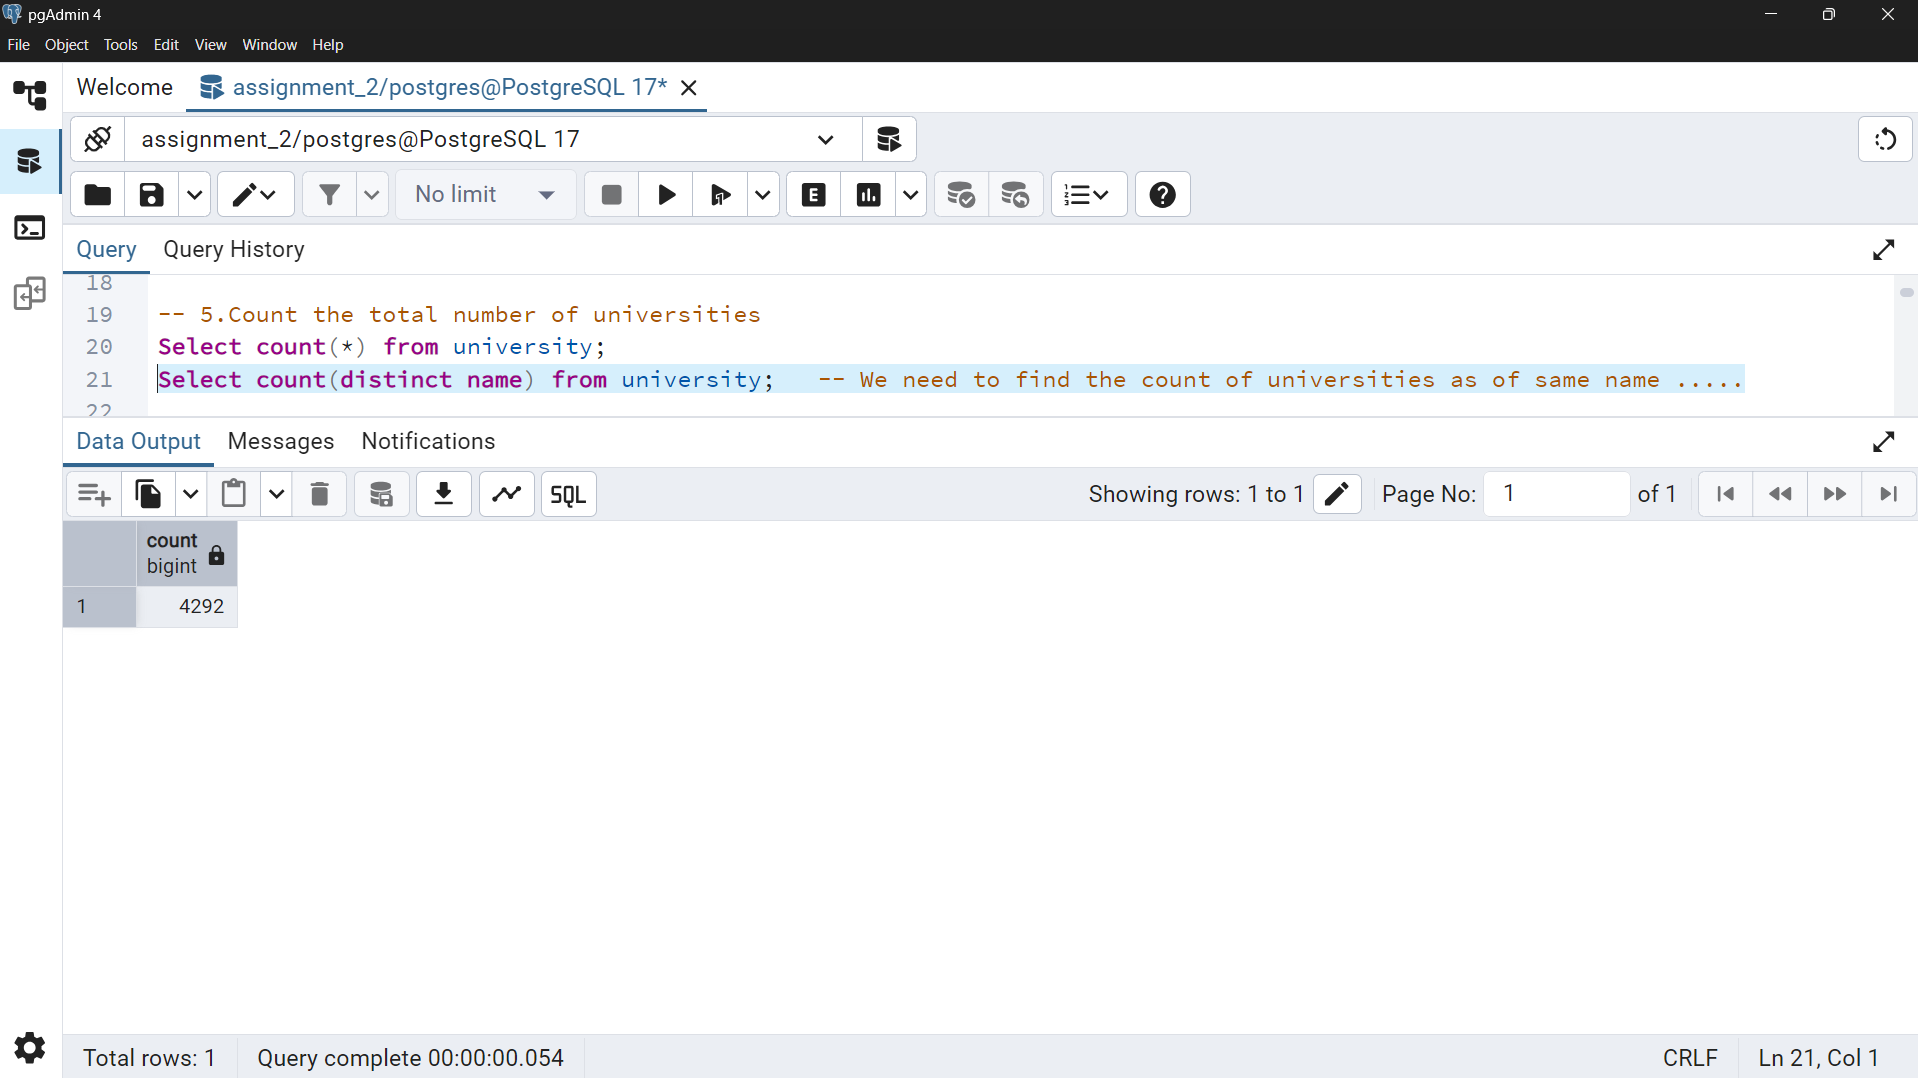 pgAdmin 4
File Object Tools Edit View Window Help
Welcome assignment_2/postgres@PostgreSQL 17*
assignment_2/postgres@PostgreSQL 17
No limit
Query Query History
18
19 -- 5.Count the total number of universities
20 Select count(*) from university;
21 Select count(distinct name) from university; -- We need to find the count of universities as of same name .....
22
Data Output Messages Notifications
SQL Showing rows: 1 to 1 Page No: 1 of 1
count
bigint
1 4292
Total rows: 1 Query complete 00:00:00.054 CRLF Ln 21, Col 1